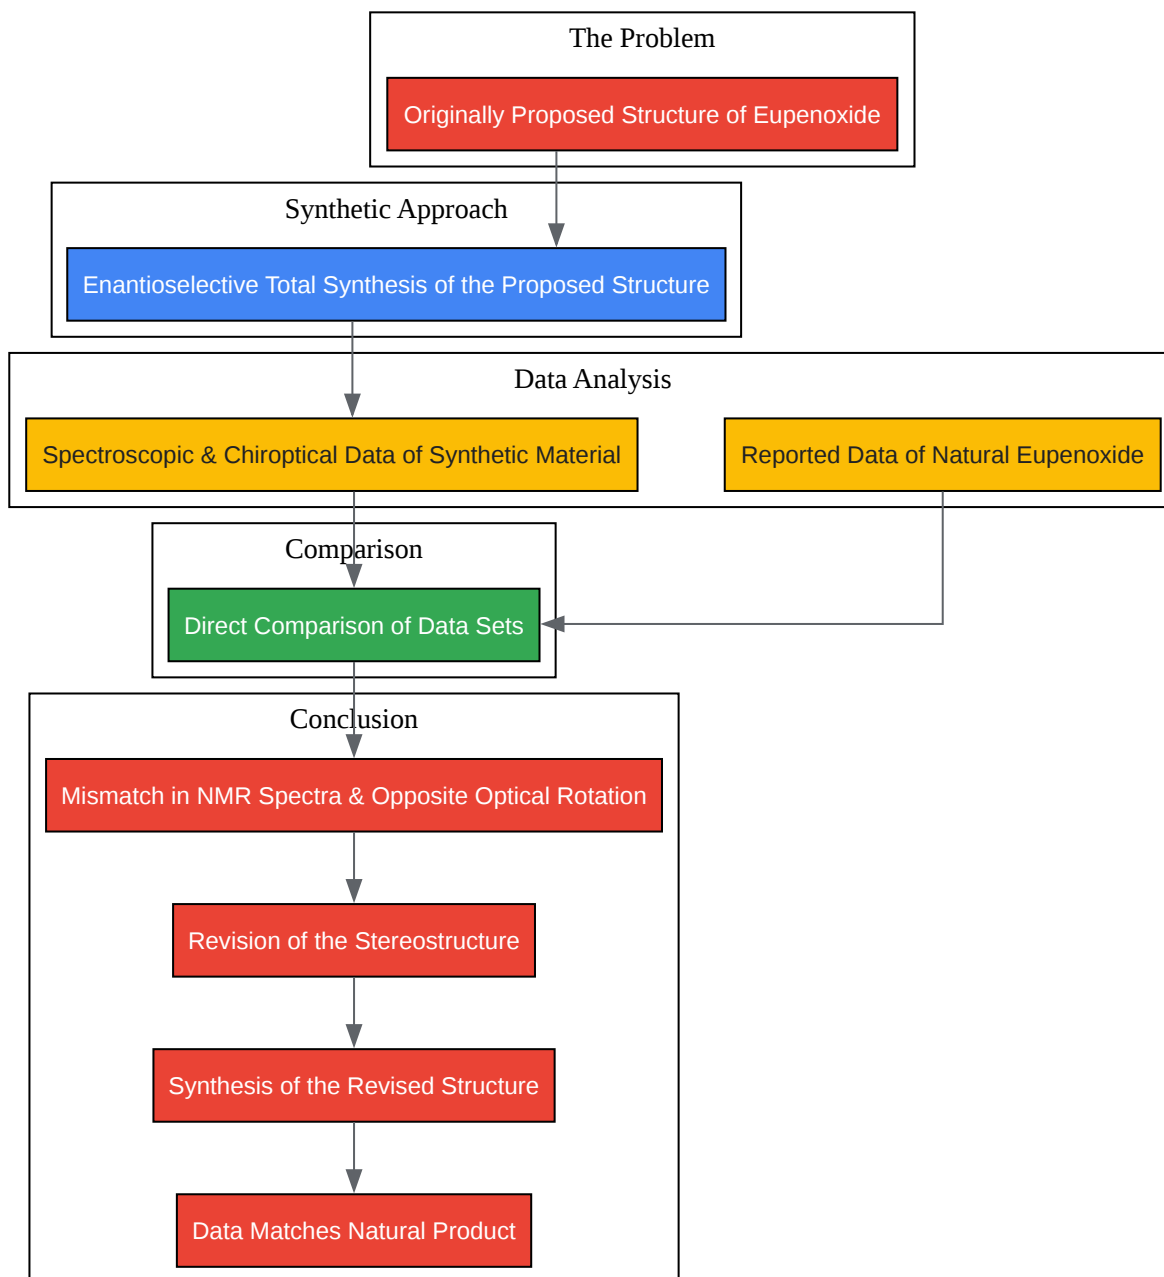 The Problem
Originally Proposed Structure of Eupenoxide
Synthetic Approach
Enantioselective Total Synthesis of the Proposed Structure
Data Analysis
Spectroscopic & Chiroptical Data of Synthetic Material
Reported Data of Natural Eupenoxide
Comparison
Direct Comparison of Data Sets
Conclusion
Mismatch in NMR Spectra & Opposite Optical Rotation
Revision of the Stereostructure
Synthesis of the Revised Structure
Data Matches Natural Product